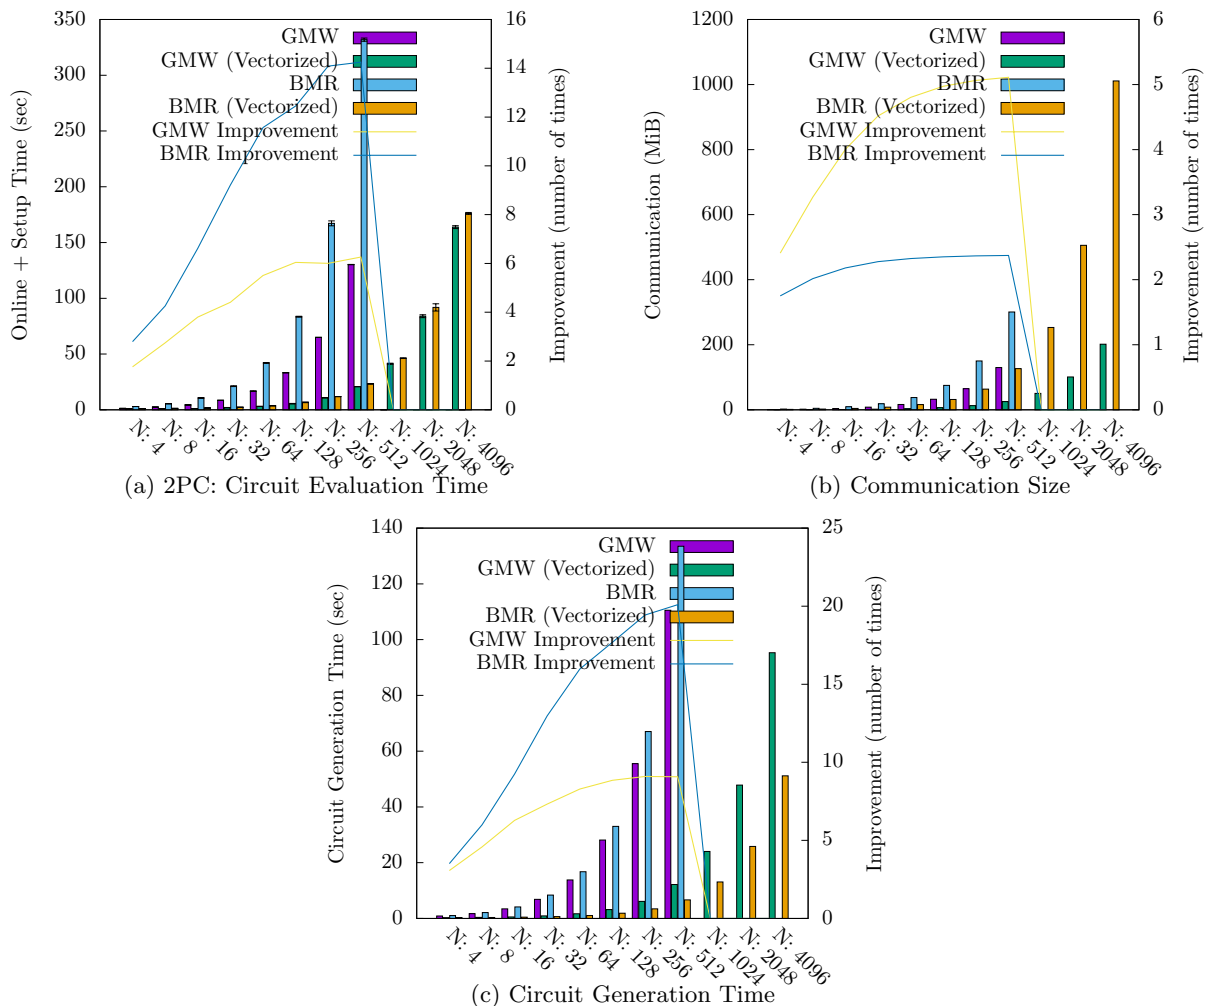 350
300
250
200
150
100
50
0
Online + Setup Time (sec)
16
14
12
10
8
6
4
2
0
Improvement (number of times)
GMW
GMW (Vectorized)
BMR
BMR (Vectorized)
GMW Improvement
BMR Improvement
N: 4
N: 8
N: 16
N: 32
N: 64
N: 128
N: 256
N: 512
N: 1024
N: 2048
N: 4096
(a) 2PC: Circuit Evaluation Time
1200
1000
800
600
400
200
0
Communication (MiB)
6
5
4
3
2
1
0
Improvement (number of times)
GMW
GMW (Vectorized)
BMR
BMR (Vectorized)
GMW Improvement
BMR Improvement
N: 4
N: 8
N: 16
N: 32
N: 64
N: 128
N: 256
N: 512
N: 1024
N: 2048
N: 4096
(b) Communication Size
140
120
100
80
60
40
20
0
Circuit Generation Time (sec)
25
20
15
10
5
0
Improvement (number of times)
GMW
GMW (Vectorized)
BMR
BMR (Vectorized)
GMW Improvement
BMR Improvement
N: 4
N: 8
N: 16
N: 32
N: 64
N: 128
N: 256
N: 512
N: 1024
N: 2048
N: 4096
(c) Circuit Generation Time